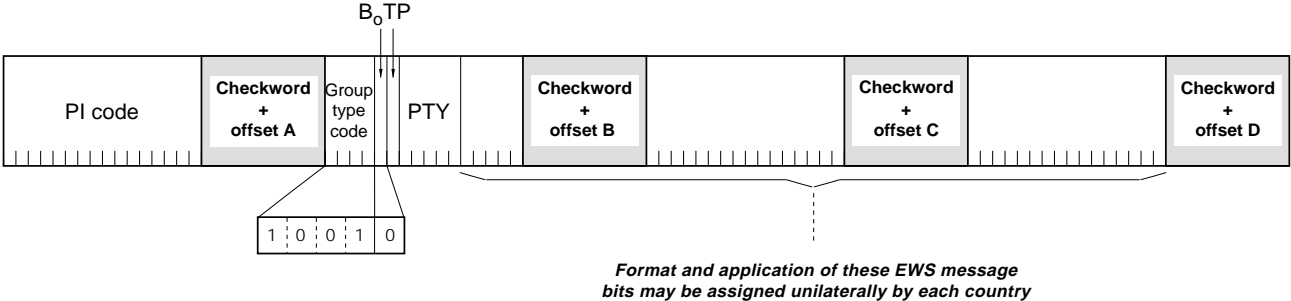 BoTP
PI code
Checkword
+
offset A
Group
type
code
PTY
Checkword
+
offset B
Checkword
+
offset C
Checkword
+
offset D
1 0 0 1 0
Format and application of these EWS message
bits may be assigned unilaterally by each country